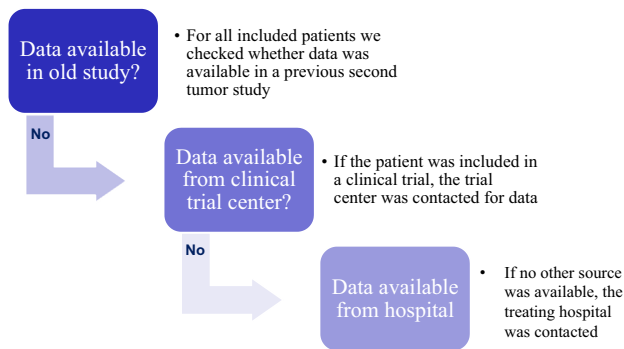 Data available
in old study?
• For all included patients we
checked whether data was
available in a previous second
tumor study
No
Data available
from clinical
trial center?
• If the patient was included in
a clinical trial, the trial
center was contacted for data
No
Data available
from hospital
• If no other source
was available, the
treating hospital
was contacted